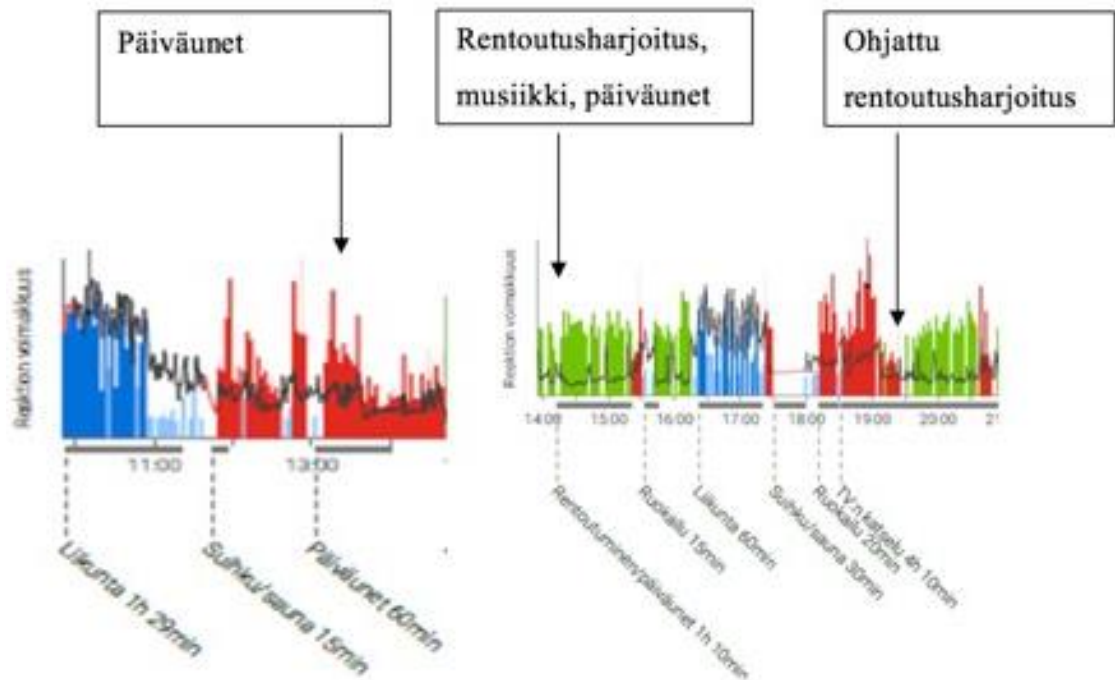 Päiväunet
Rentoutusharjoitus,
musiikki, päiväunet
Ohjattu
rentoutusharjoitus
Reaktion voimakkuus
11:00
13:00
Liikunta 1h 29min
Suihku/sauna 15min
Päiväunet 60min
Reaktion voimakkuus
14:00
15:00
16:00
17:00
18:00
19:00
20:00
21
Rentoutuminen/päiväunet 1h 10min
Ruokailu 15min
Liikunta 60min
Suihku/sauna 30min
Ruokailu 20min
TV:n katselu 4h 10min